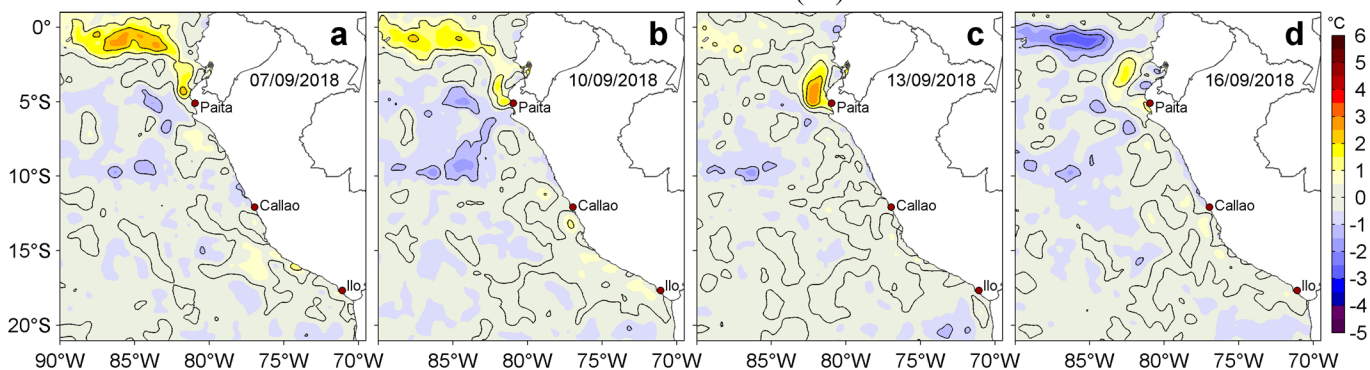 a
07/09/2018
Paita
Callao
Ilo
b
10/09/2018
Paita
Callao
Ilo
c
13/09/2018
Paita
Callao
Ilo
d
16/09/2018
Paita
Callao
Ilo
0°
5°S
10°S
15°S
20°S
90°W 85°W 80°W 75°W 70°W
85°W 80°W 75°W 70°W
85°W 80°W 75°W 70°W
85°W 80°W 75°W 70°W
°C
6
5
4
3
2
1
0
-1
-2
-3
-4
-5